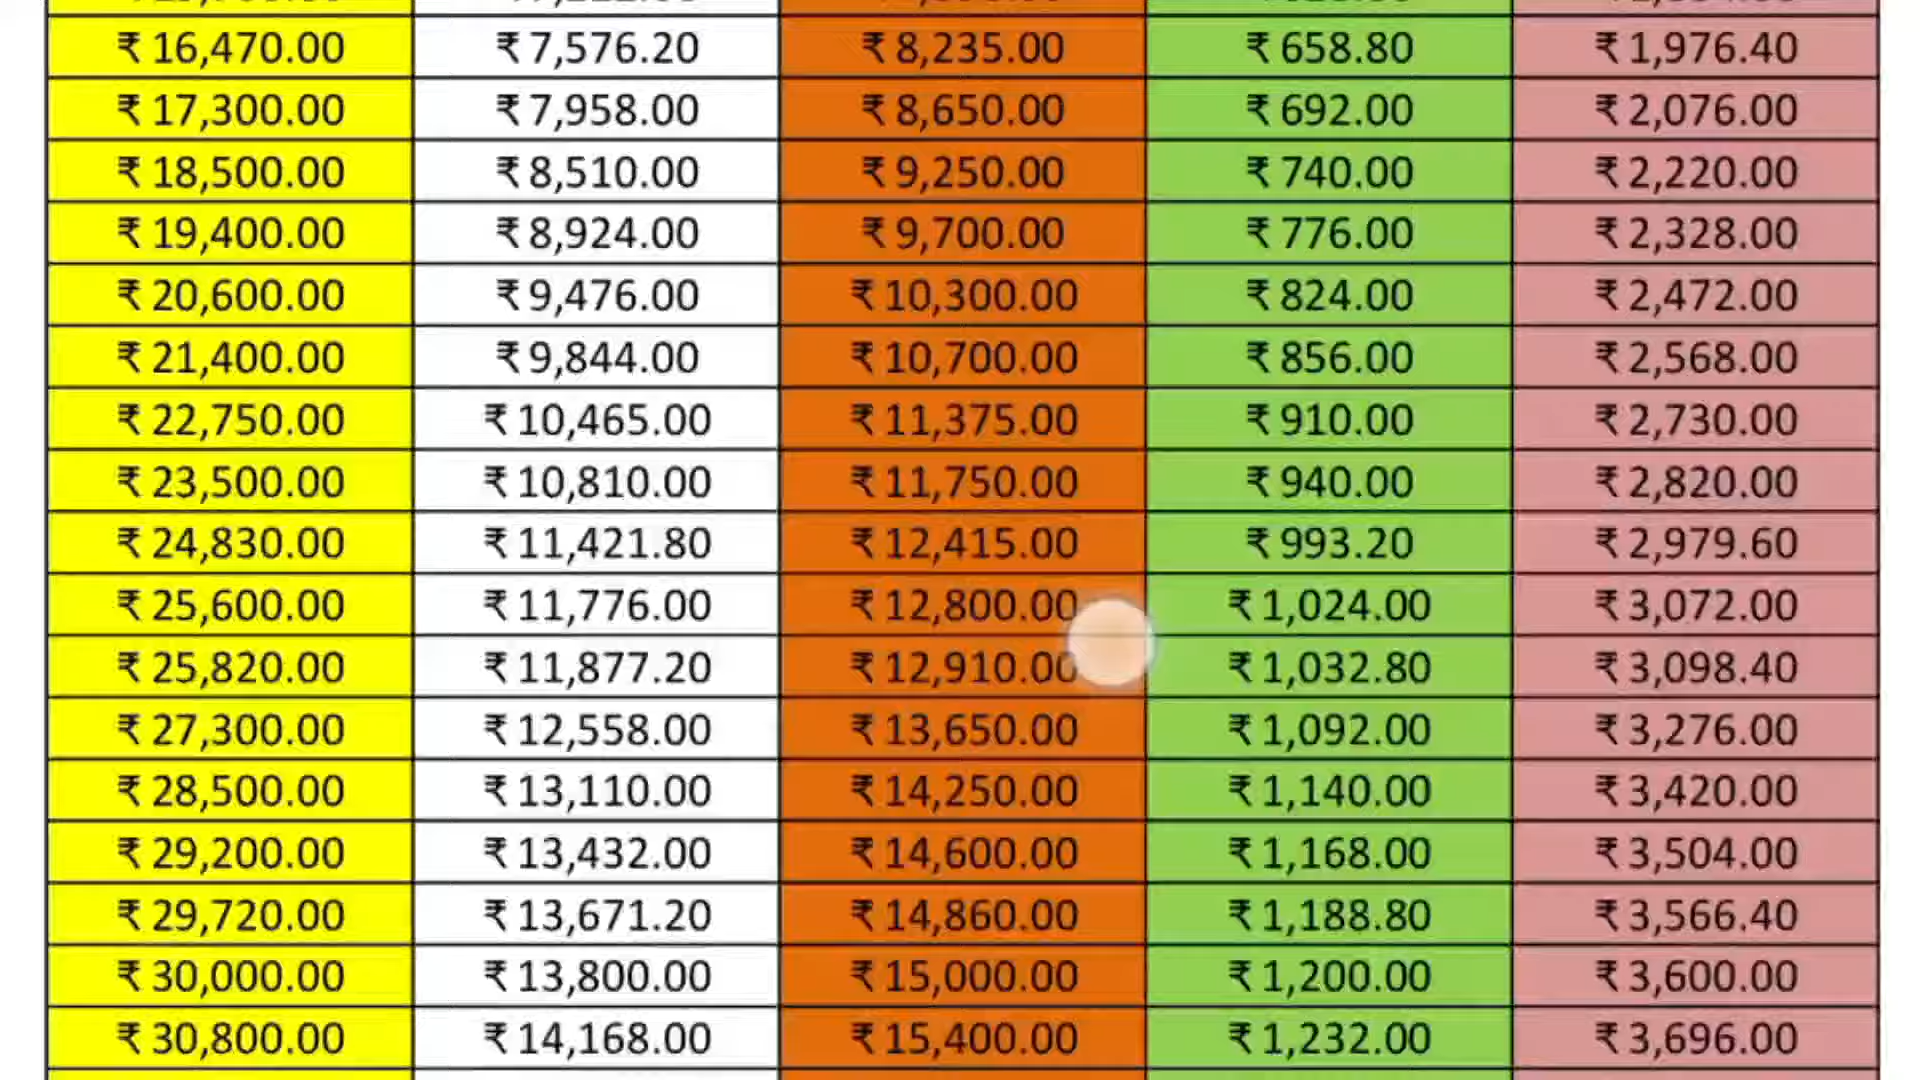 ₹ 16,470.00 ₹ 7,576.20 ₹ 8,235.00 ₹ 658.80 ₹ 1,976.40
₹ 17,300.00 ₹ 7,958.00 ₹ 8,650.00 ₹ 692.00 ₹ 2,076.00
₹ 18,500.00 ₹ 8,510.00 ₹ 9,250.00 ₹ 740.00 ₹ 2,220.00
₹ 19,400.00 ₹ 8,924.00 ₹ 9,700.00 ₹ 776.00 ₹ 2,328.00
₹ 20,600.00 ₹ 9,476.00 ₹ 10,300.00 ₹ 824.00 ₹ 2,472.00
₹ 21,400.00 ₹ 9,844.00 ₹ 10,700.00 ₹ 856.00 ₹ 2,568.00
₹ 22,750.00 ₹ 10,465.00 ₹ 11,375.00 ₹ 910.00 ₹ 2,730.00
₹ 23,500.00 ₹ 10,810.00 ₹ 11,750.00 ₹ 940.00 ₹ 2,820.00
₹ 24,830.00 ₹ 11,421.80 ₹ 12,415.00 ₹ 993.20 ₹ 2,979.60
₹ 25,600.00 ₹ 11,776.00 ₹ 12,800.00 ₹ 1,024.00 ₹ 3,072.00
₹ 25,820.00 ₹ 11,877.20 ₹ 12,910.00 ₹ 1,032.80 ₹ 3,098.40
₹ 27,300.00 ₹ 12,558.00 ₹ 13,650.00 ₹ 1,092.00 ₹ 3,276.00
₹ 28,500.00 ₹ 13,110.00 ₹ 14,250.00 ₹ 1,140.00 ₹ 3,420.00
₹ 29,200.00 ₹ 13,432.00 ₹ 14,600.00 ₹ 1,168.00 ₹ 3,504.00
₹ 29,720.00 ₹ 13,671.20 ₹ 14,860.00 ₹ 1,188.80 ₹ 3,566.40
₹ 30,000.00 ₹ 13,800.00 ₹ 15,000.00 ₹ 1,200.00 ₹ 3,600.00
₹ 30,800.00 ₹ 14,168.00 ₹ 15,400.00 ₹ 1,232.00 ₹ 3,696.00